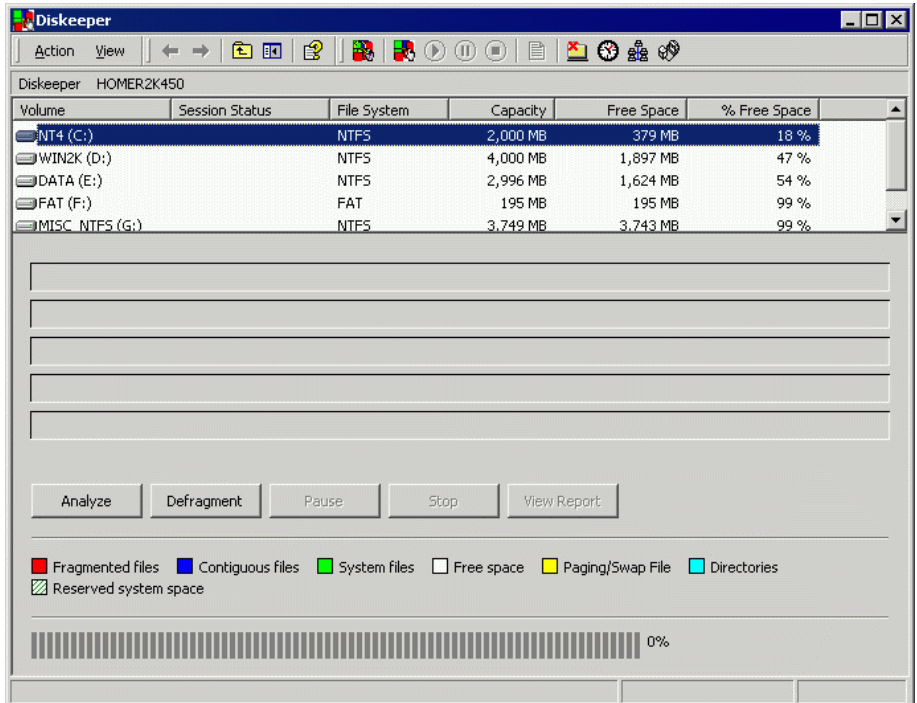 Diskeeper
Action View
Diskeeper HOMER2K450
Volume Session Status File System Capacity Free Space % Free Space
NT4 (C:) NTFS 2,000 MB 379 MB 18 %
WIN2K (D:) NTFS 4,000 MB 1,897 MB 47 %
DATA (E:) NTFS 2,996 MB 1,624 MB 54 %
FAT (F:) FAT 195 MB 195 MB 99 %
MISC_NTFS (G:) NTFS 3,749 MB 3,743 MB 99 %
Analyze Defragment Pause Stop View Report
Fragmented files Contiguous files System files Free space Paging/Swap File Directories
Reserved system space
0%